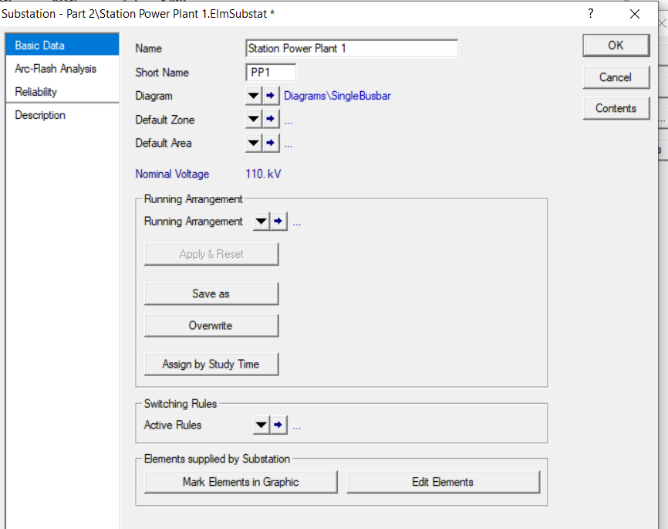 Substation - Part 2\Station Power Plant 1.ElmSubstat * ?
Basic Data
Arc-Flash Analysis
Reliability
Description
Name Station Power Plant 1
Short Name PP1
Diagram Diagrams\SingleBusbar
Default Zone ...
Default Area ...
Nominal Voltage 110. kV
Running Arrangement
Running Arrangement ...
Apply & Reset
Save as
Overwrite
Assign by Study Time
Switching Rules
Active Rules ...
Elements supplied by Substation
Mark Elements in Graphic Edit Elements
OK
Cancel
Contents